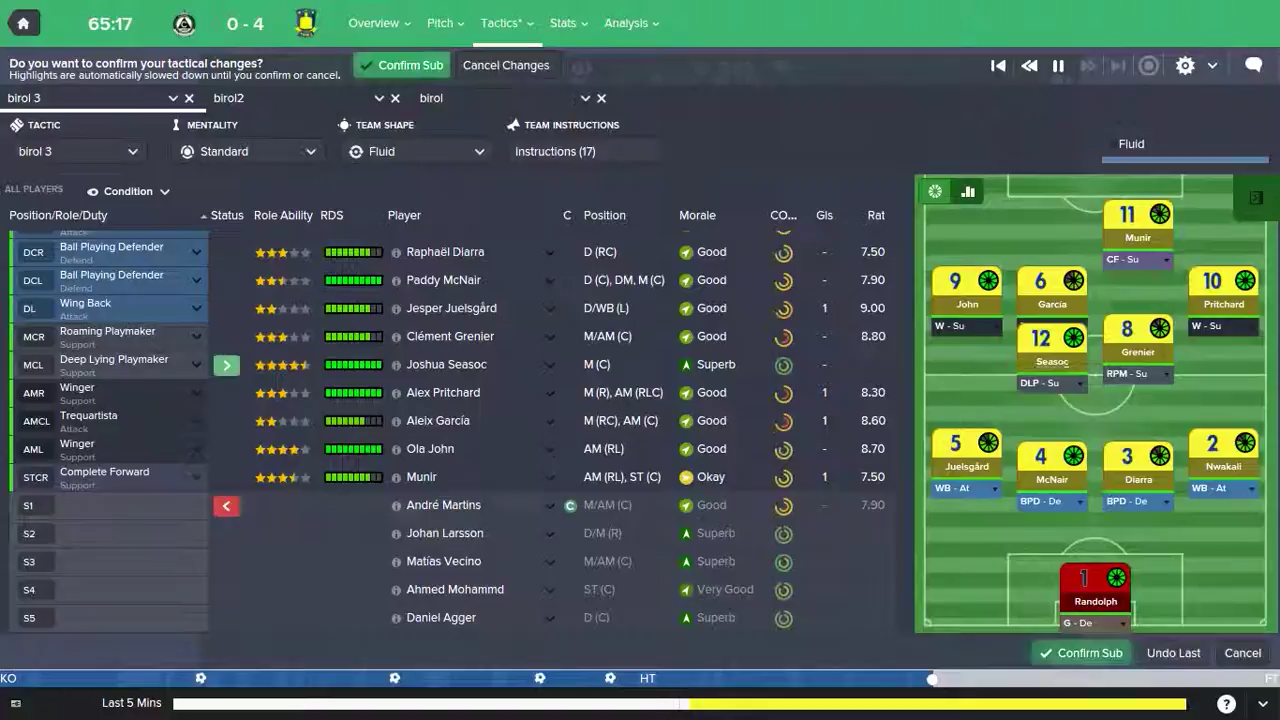 65:17 0 - 4 Overview Pitch Tactics* Stats Analysis
Do you want to confirm your tactical changes? Confirm Sub Cancel Changes
Highlights are automatically slowed down until you confirm or cancel.
birol 3 birol2 birol
TACTIC MENTALITY TEAM SHAPE TEAM INSTRUCTIONS
birol 3 Standard Fluid instructions (17)
Fluid
ALL PLAYERS Condition
Position/Role/Duty Status Role Ability RDS Player C Position Morale CO... Gls Rat
Attack
DCR Ball Playing Defender Raphaël Diarra D (RC) Good - 7.50
Defend
DCL Ball Playing Defender Paddy McNair D (C), DM, M (C) Good - 7.90
Defend
DL Wing Back Jesper Juelsgård D/WB (L) Good 1 9.00
Attack
MCR Roaming Playmaker Clément Grenier M/AM (C) Good - 8.80
Support
MCL Deep Lying Playmaker Joshua Seasoc M (C) Superb -
Support
AMR Winger Alex Pritchard M (R), AM (RLC) Good 1 8.30
Support
AMCL Trequartista Aleix García M (RC), AM (C) Good 1 8.60
Attack
AML Winger Ola John AM (RL) Good - 8.70
Support
STCR Complete Forward Munir AM (RL), ST (C) Okay 1 7.50
Support
S1 André Martins C M/AM (C) Good - 7.90
S2 Johan Larsson D/M (R) Superb
S3 Matías Vecino M/AM (C) Superb
S4 Ahmed Mohammd ST (C) Very Good
S5 Daniel Agger D (C) Superb
11
Munir
CF - Su
9 6 10
John García Pritchard
W - Su W - Su
12 8
Seasoc Grenier
DLP - Su RPM - Su
5 4 3 2
Juelsgård McNair Diarra Nwakali
WB - At BPD - De BPD - De WB - At
1
Randolph
G - De
Confirm Sub Undo Last Cancel
KO HT FT
Last 5 Mins ?